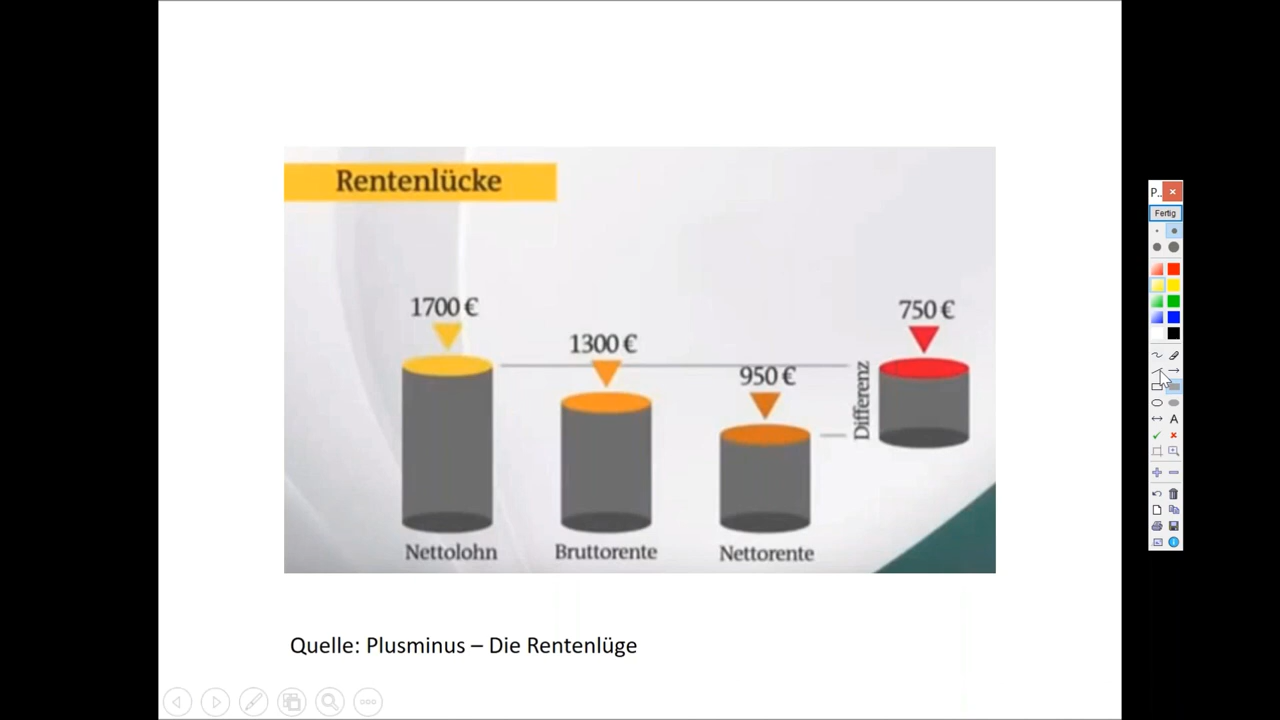 Rentenlücke
1700 €
1300 €
950 €
750 €
Differenz
Nettolohn
Bruttorente
Nettorente
Quelle: Plusminus – Die Rentenlüge
P..
Fertig
A